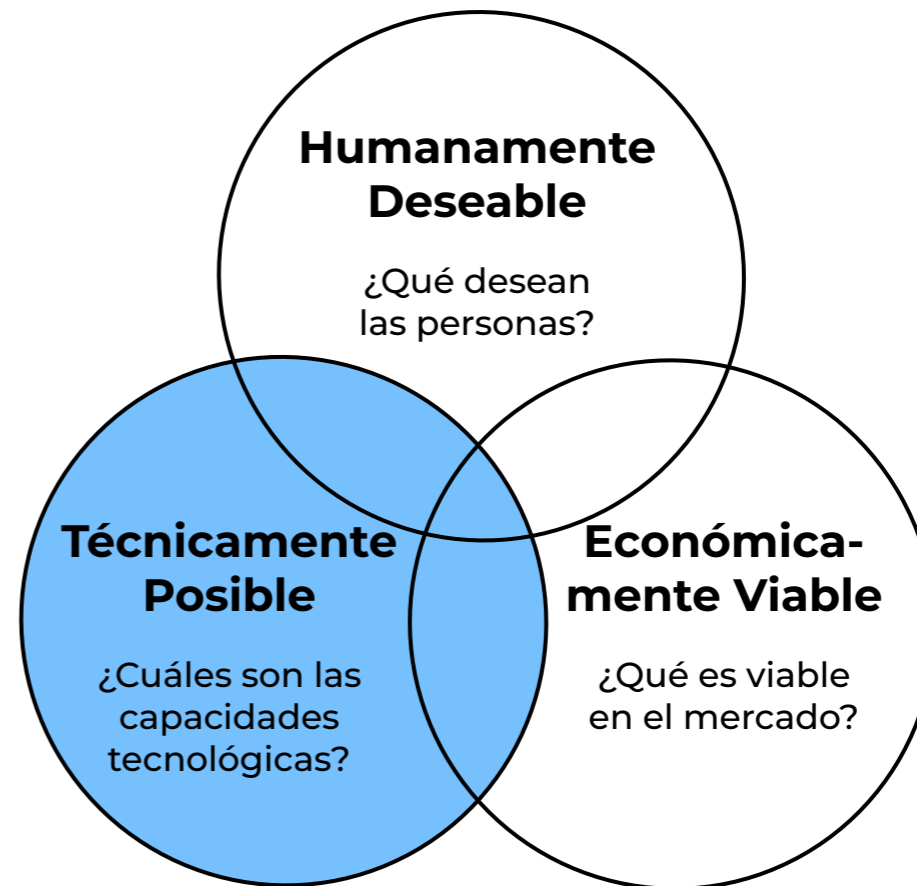 Humanamente
Deseable
¿Qué desean
las personas?
Técnicamente
Posible
¿Cuáles son las
capacidades
tecnológicas?
Económica-
mente Viable
¿Qué es viable
en el mercado?